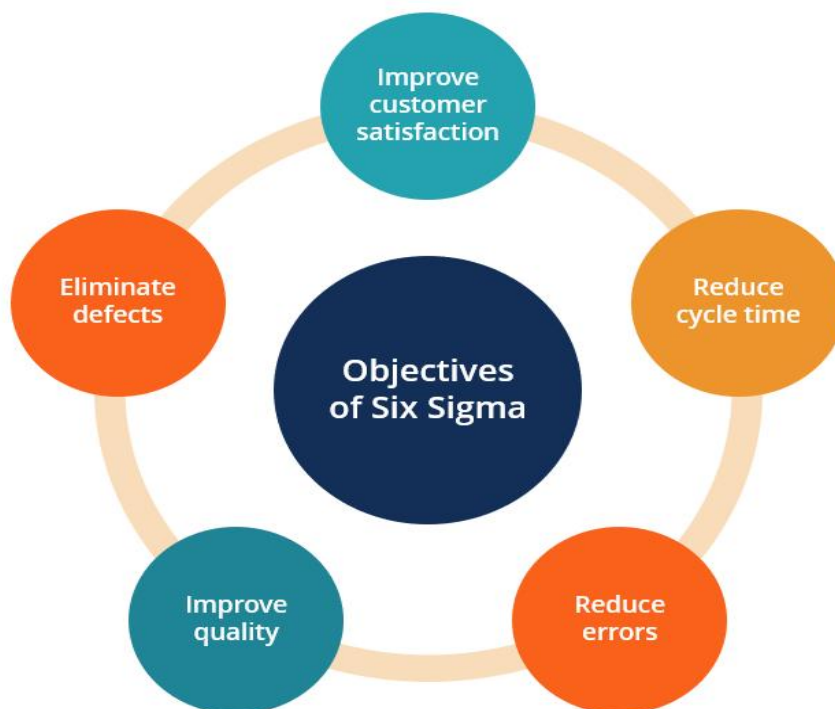 Improve
customer
satisfaction
Eliminate
defects
Reduce
cycle time
Objectives
of Six Sigma
Improve
quality
Reduce
errors